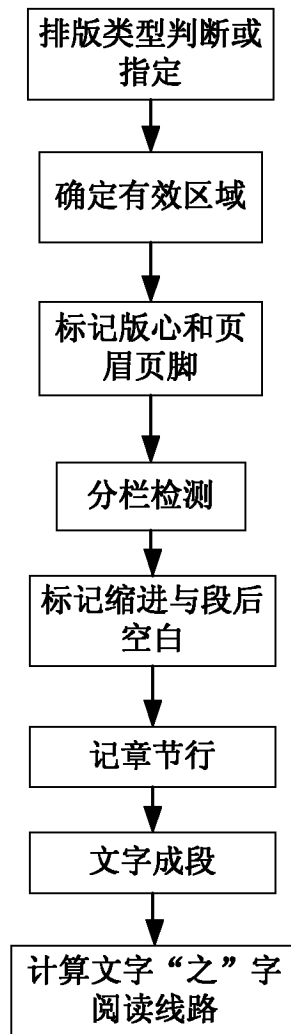 排版类型判断或
指定
确定有效区域
标记版心和页
眉页脚
分栏检测
标记缩进与段后
空白
记章节行
文字成段
计算文字“之”字
阅读线路